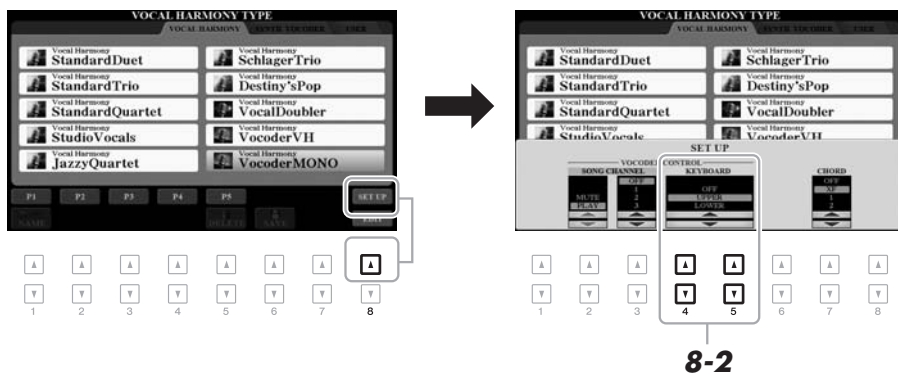 VOCAL HARMONY TYPE
VOCAL HARMONY SYNTH VOCODER USER
Vocal Harmony
StandardDuet
Vocal Harmony
SchlagerTrio
Vocal Harmony
StandardTrio
Vocal Harmony
Destiny'sPop
Vocal Harmony
StandardQuartet
Vocal Harmony
VocalDoubler
Vocal Harmony
StudioVocals
Vocal Harmony
VocoderVH
Vocal Harmony
JazzyQuartet
Vocal Harmony
VocoderMONO
P1 P2 P3 P4 P5 SET UP
NAME DELETE SAVE EDIT
1 2 3 4 5 6 7 8
VOCAL HARMONY TYPE
VOCAL HARMONY SYNTH VOCODER USER
Vocal Harmony
StandardDuet
Vocal Harmony
SchlagerTrio
Vocal Harmony
StandardTrio
Vocal Harmony
Destiny'sPop
Vocal Harmony
StandardQuartet
Vocal Harmony
VocalDoubler
Vocal Harmony
StudioVocals
Vocal Harmony
VocoderVH
SET UP
VOCODER CONTROL
SONG CHANNEL KEYBOARD CHORD
MUTE
PLAY
OFF
1
2
3
OFF
UPPER
LOWER
OFF
XF
1
2
1 2 3 4 5 6 7 8
8-2